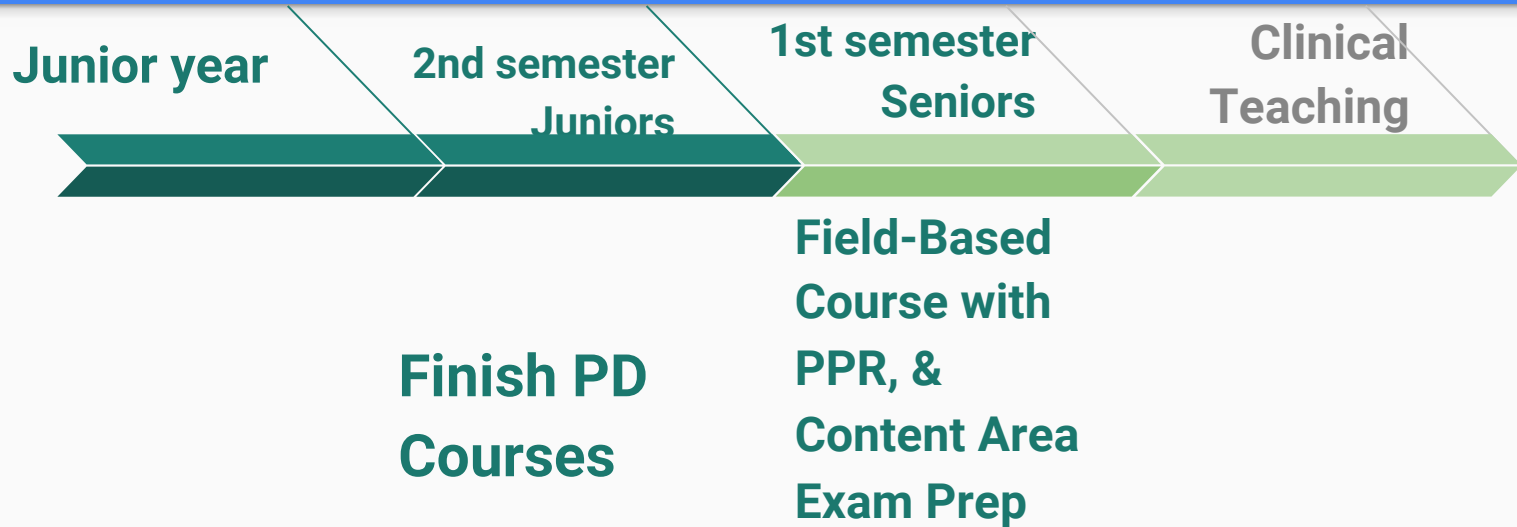 Junior year
2nd semester
Juniors
1st semester
Seniors
Clinical
Teaching
Finish PD
Courses
Field-Based
Course with
PPR, &
Content Area
Exam Prep